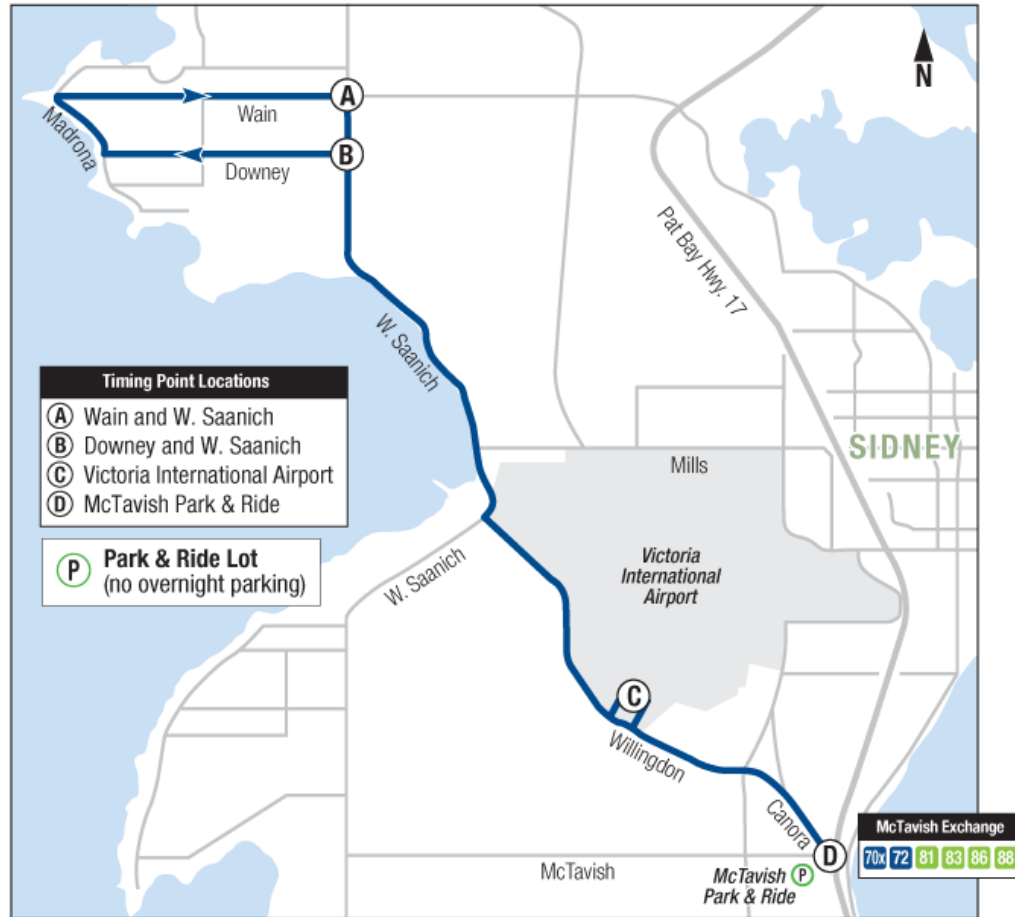 N
A
Wain
Madrona
B
Downey
Pat Bay Hwy. 17
W. Saanich
Timing Point Locations
A Wain and W. Saanich
B Downey and W. Saanich
C Victoria International Airport
D McTavish Park & Ride
SIDNEY
Mills
P Park & Ride Lot
(no overnight parking)
Victoria
International
Airport
W. Saanich
C
Willingdon
Canora
McTavish Exchange
70x 72 81 83 86 88
D
McTavish
McTavish P
Park & Ride